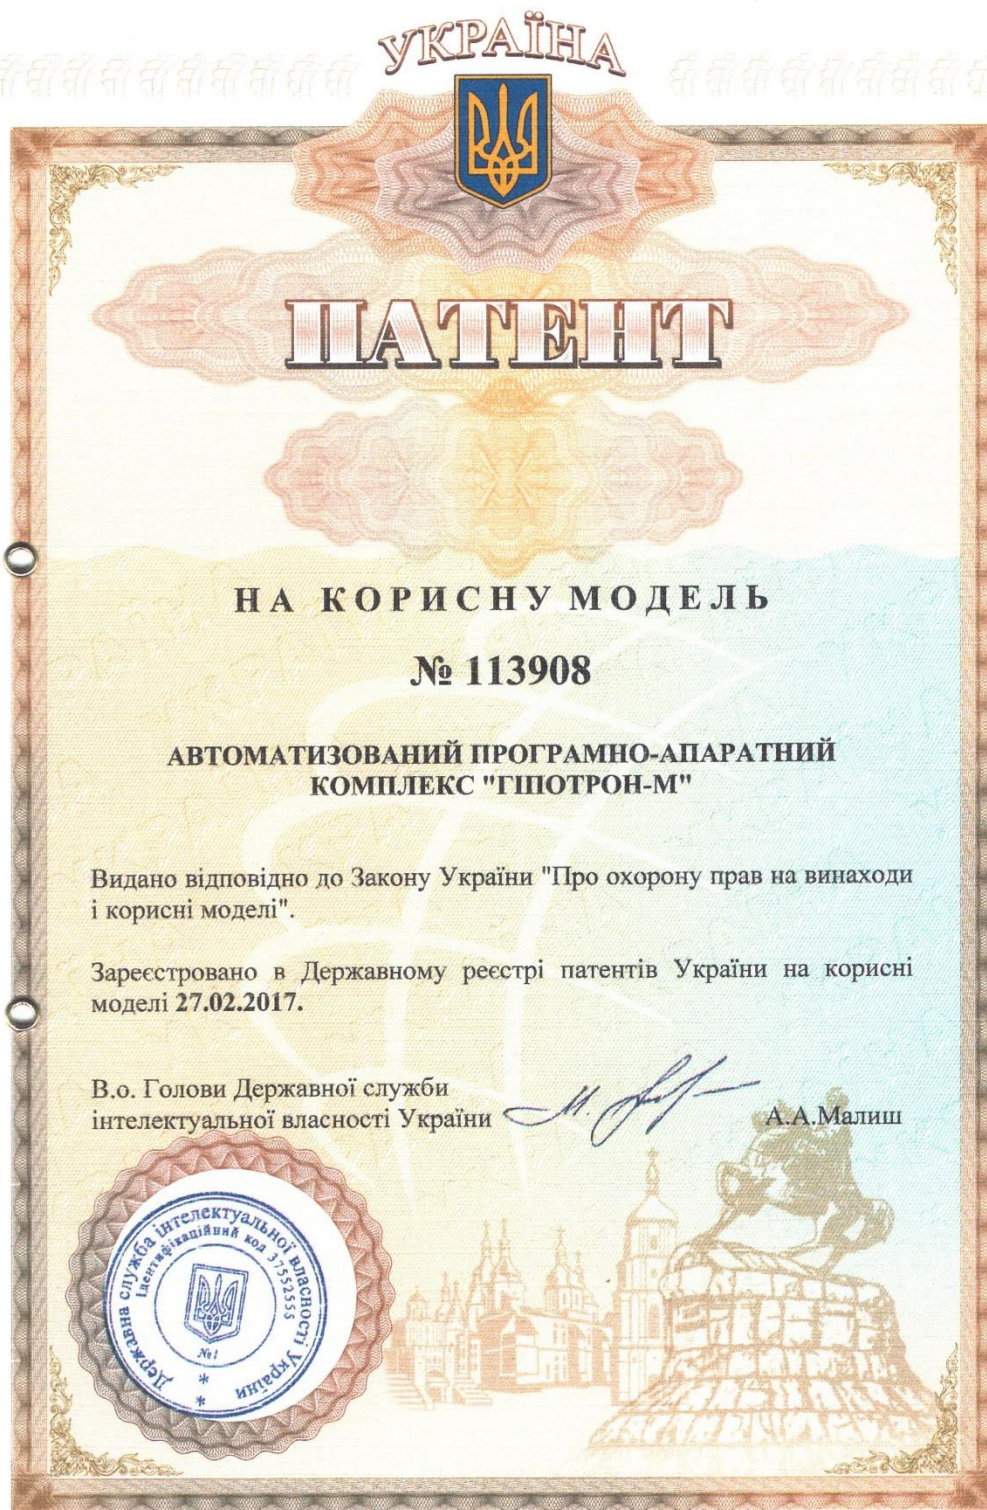 УКРАЇНА
ПАТЕНТ
НА КОРИСНУ МОДЕЛЬ
№ 113908
АВТОМАТИЗОВАНИЙ ПРОГРАМНО-АПАРАТНИЙ
КОМПЛЕКС "ГІПОТРОН-М"
Видано відповідно до Закону України "Про охорону прав на винаходи
і корисні моделі".
Зареєстровано в Державному реєстрі патентів України на корисні
моделі 27.02.2017.
В.о. Голови Державної служби
інтелектуальної власності України
А.А.Малиш
Державна служба інтелектуальної власності України
Ідентифікаційний код 37552555
№1